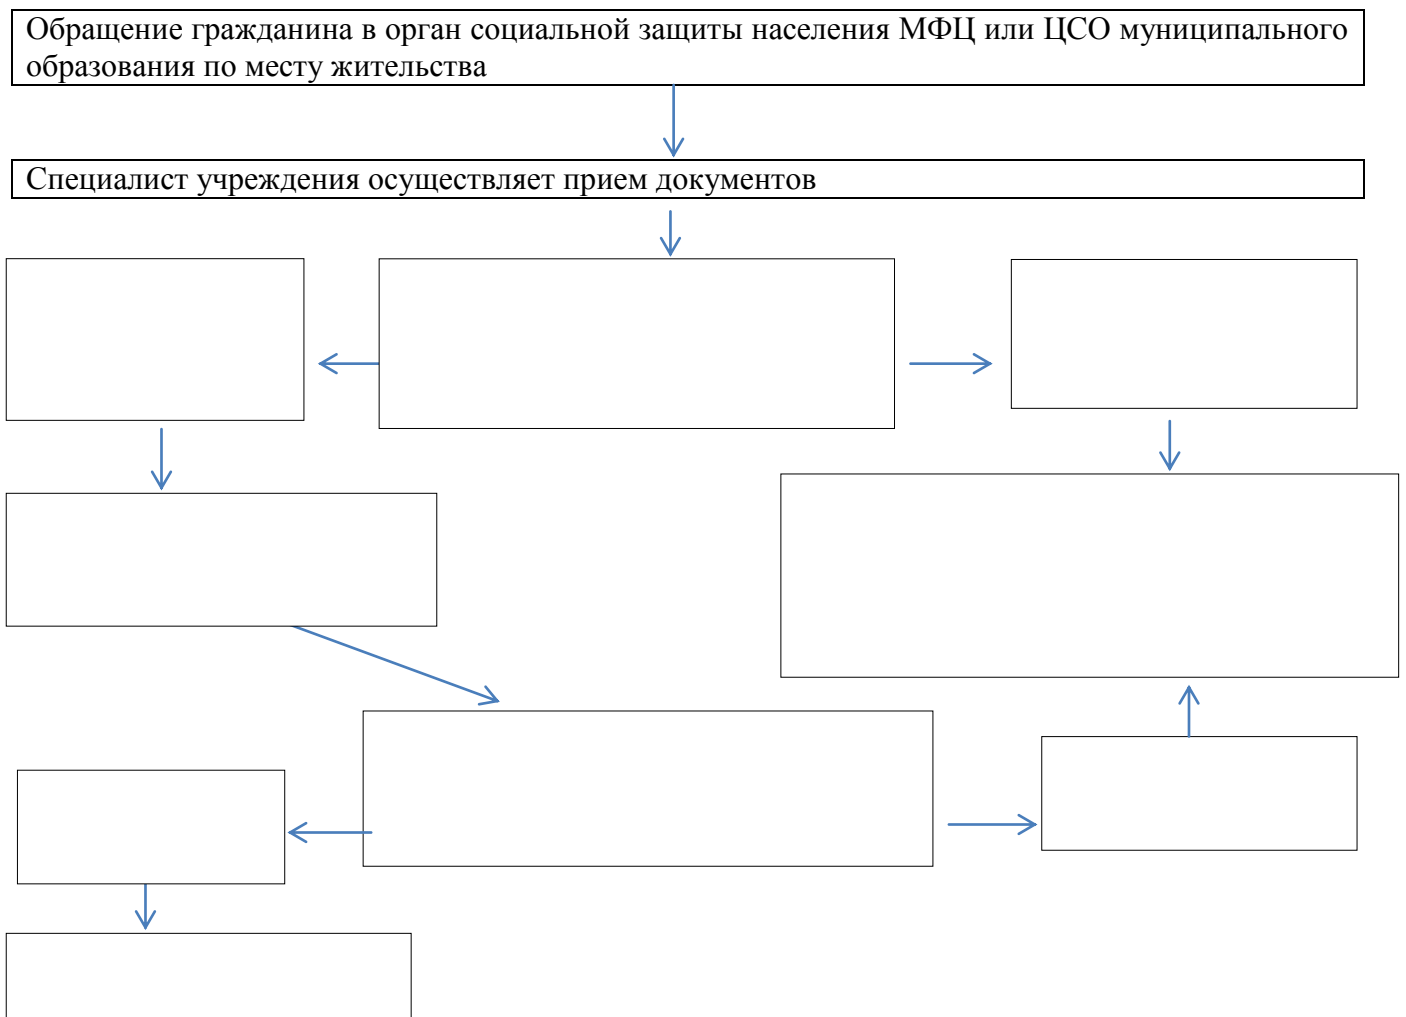 Обращение гражданина в орган социальной защиты населения МФЦ или ЦСО муниципального
образования по месту жительства
Специалист учреждения осуществляет прием документов